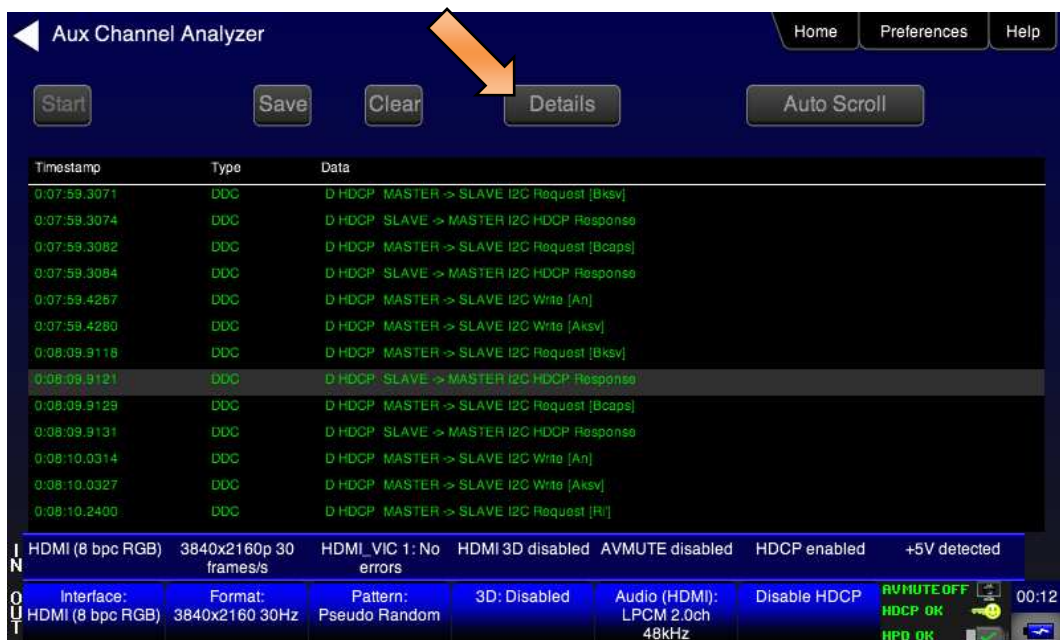 Aux Channel Analyzer
Home Preferences Help
Start Save Clear Details Auto Scroll
Timestamp Type Data
0:07:59.3071 DDC D HDCP MASTER -> SLAVE I2C Request [Bksv]
0:07:59.3074 DDC D HDCP SLAVE -> MASTER I2C HDCP Response
0:07:59.3082 DDC D HDCP MASTER -> SLAVE I2C Request [Bcaps]
0:07:59.3084 DDC D HDCP SLAVE -> MASTER I2C HDCP Response
0:07:59.4267 DDC D HDCP MASTER -> SLAVE I2C Write [An]
0:07:59.4280 DDC D HDCP MASTER -> SLAVE I2C Write [Aksv]
0:08:09.9118 DDC D HDCP MASTER -> SLAVE I2C Request [Bksv]
0:08:09.9121 DDC D HDCP SLAVE -> MASTER I2C HDCP Response
0:08:09.9129 DDC D HDCP MASTER -> SLAVE I2C Request [Bcaps]
0:08:09.9131 DDC D HDCP SLAVE -> MASTER I2C HDCP Response
0:08:10.0314 DDC D HDCP MASTER -> SLAVE I2C Write [An]
0:08:10.0327 DDC D HDCP MASTER -> SLAVE I2C Write [Aksv]
0:08:10.2400 DDC D HDCP MASTER -> SLAVE I2C Request [Ri']
IN
HDMI (8 bpc RGB)
3840x2160p 30
frames/s
HDMI_VIC 1: No
errors
HDMI 3D disabled
AVMUTE disabled
HDCP enabled
+5V detected
OUT
Interface:
HDMI (8 bpc RGB)
Format:
3840x2160 30Hz
Pattern:
Pseudo Random
3D: Disabled
Audio (HDMI):
LPCM 2.0ch
48kHz
Disable HDCP
AVMUTE OFF
HDCP OK
HPD OK
00:12